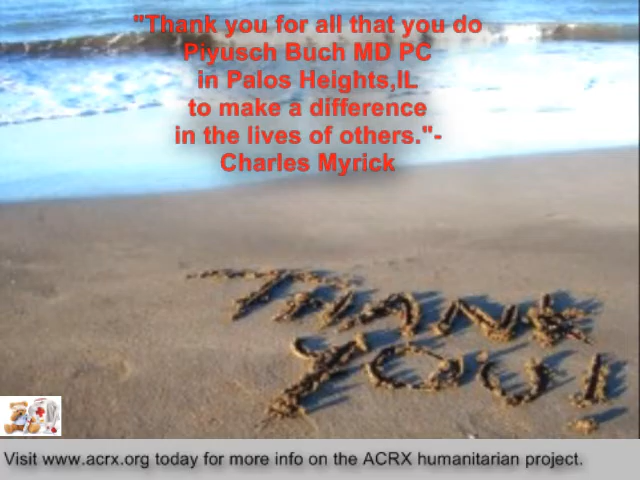 "Thank you for all that you do
Piyusch Buch MD PC
in Palos Heights,IL
to make a difference
in the lives of others."-
Charles Myrick
THANK
YOU!
Visit www.acrx.org today for more info on the ACRX humanitarian project.